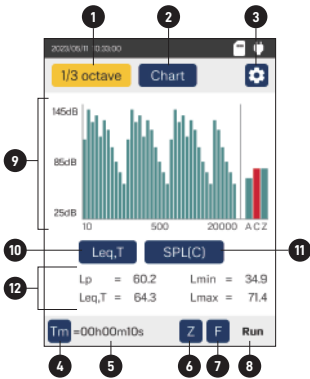 1 2 3
2023/05/11 10:33:00
1/3 octave Chart
145dB
9
85dB
25dB
10 500 20000 A C Z
10 Leq,T SPL(C) 11
12
Lp = 60.2 Lmin = 34.9
Leq,T = 64.3 Lmax = 71.4
Tm =00h00m10s Z F Run
4 5 6 7 8